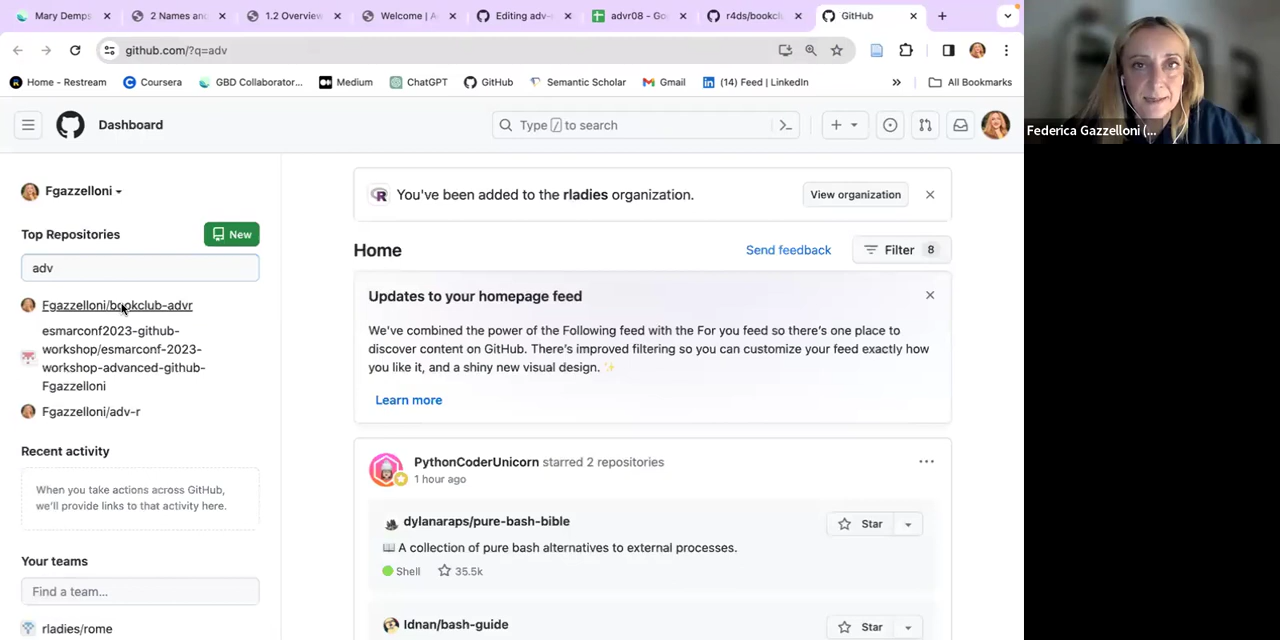 Mary Demps
2 Names an
1.2 Overview
Welcome | A
Editing adv-
advr08 - Go
r4ds/bookcl
GitHub
github.com/?q=adv
Home - Restream
Coursera
GBD Collaborator...
Medium
ChatGPT
GitHub
Semantic Scholar
Gmail
(14) Feed | LinkedIn
»
All Bookmarks
Federica Gazzelloni (...
Dashboard
Type / to search
Fgazzelloni
You've been added to the rladies organization.
View organization
Top Repositories
New
Home
Send feedback
Filter 8
adv
Fgazzelloni/bookclub-advr
esmarconf2023-github-
workshop/esmarconf-2023-
workshop-advanced-github-
Fgazzelloni
Fgazzelloni/adv-r
Updates to your homepage feed
We've combined the power of the Following feed with the For you feed so there's one place to
discover content on GitHub. There's improved filtering so you can customize your feed exactly how
you like it, and a shiny new visual design. ✨
Learn more
Recent activity
When you take actions across GitHub,
we'll provide links to that activity here.
PythonCoderUnicorn starred 2 repositories
1 hour ago
dylanaraps/pure-bash-bible
Star
📖 A collection of pure bash alternatives to external processes.
Shell
35.5k
Your teams
Find a team...
rladies/rome
Idnan/bash-guide
Star